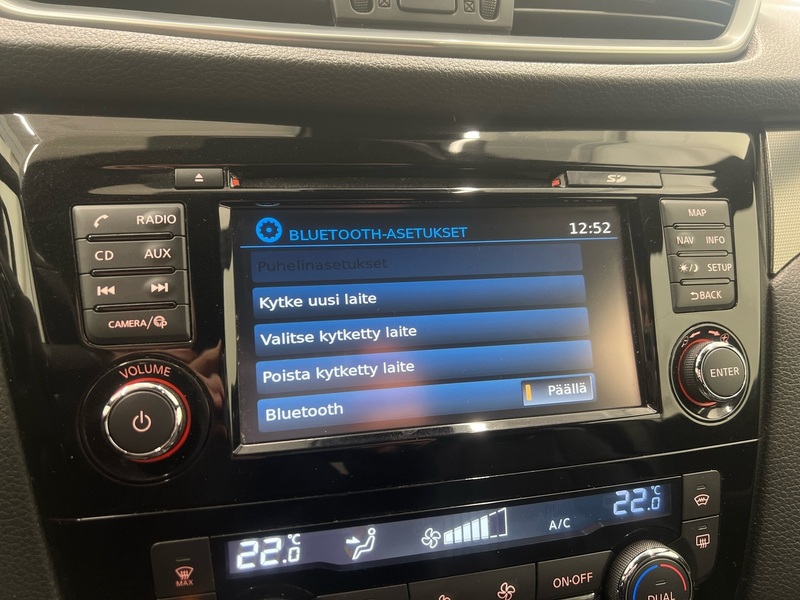 SD
RADIO
CD AUX
CAMERA/
VOLUME
BLUETOOTH-ASETUKSET 12:52
Puhelinasetukset
Kytke uusi laite
Valitse kytketty laite
Poista kytketty laite
Bluetooth Päällä
MAP
NAV INFO
SETUP
BACK
ENTER
22.0°C A/C 22.0°C
MAX
ON·OFF
DUAL